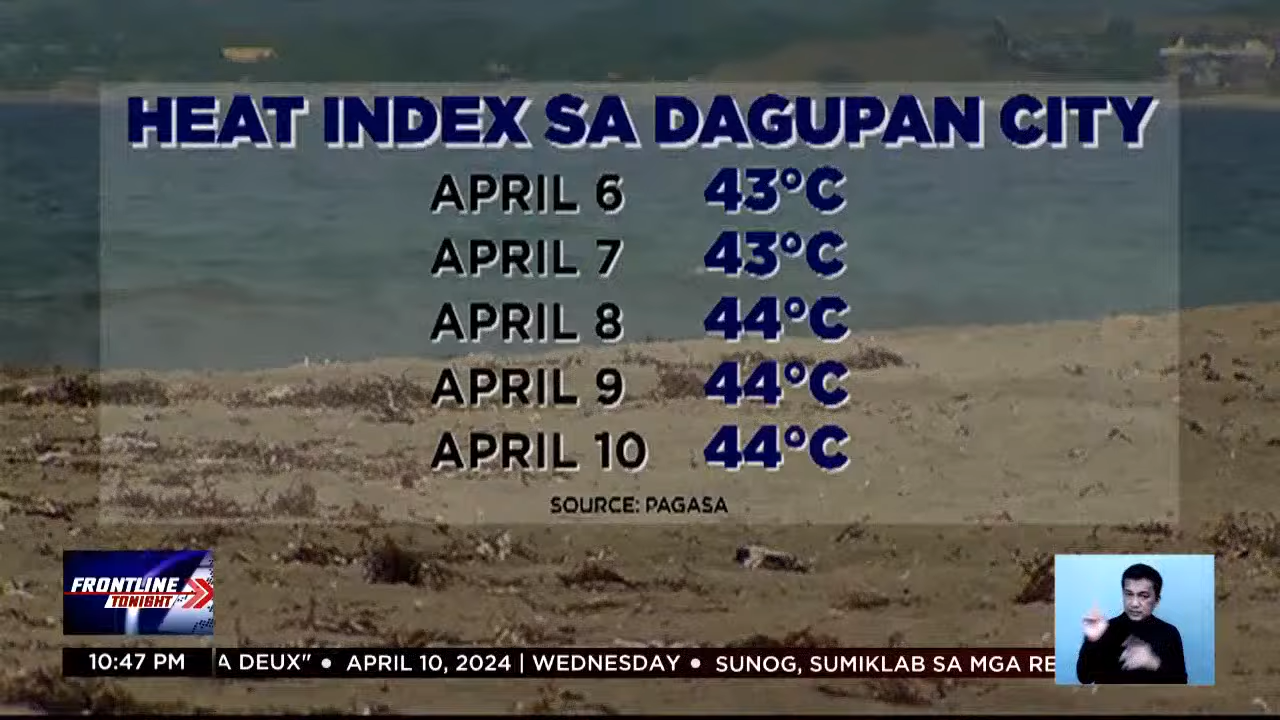 HEAT INDEX SA DAGUPAN CITY
APRIL 6 43°C
APRIL 7 43°C
APRIL 8 44°C
APRIL 9 44°C
APRIL 10 44°C
SOURCE: PAGASA
FRONTLINE
TONIGHT
10:47 PM A DEUX" • APRIL 10, 2024 | WEDNESDAY • SUNOG, SUMIKLAB SA MGA RE